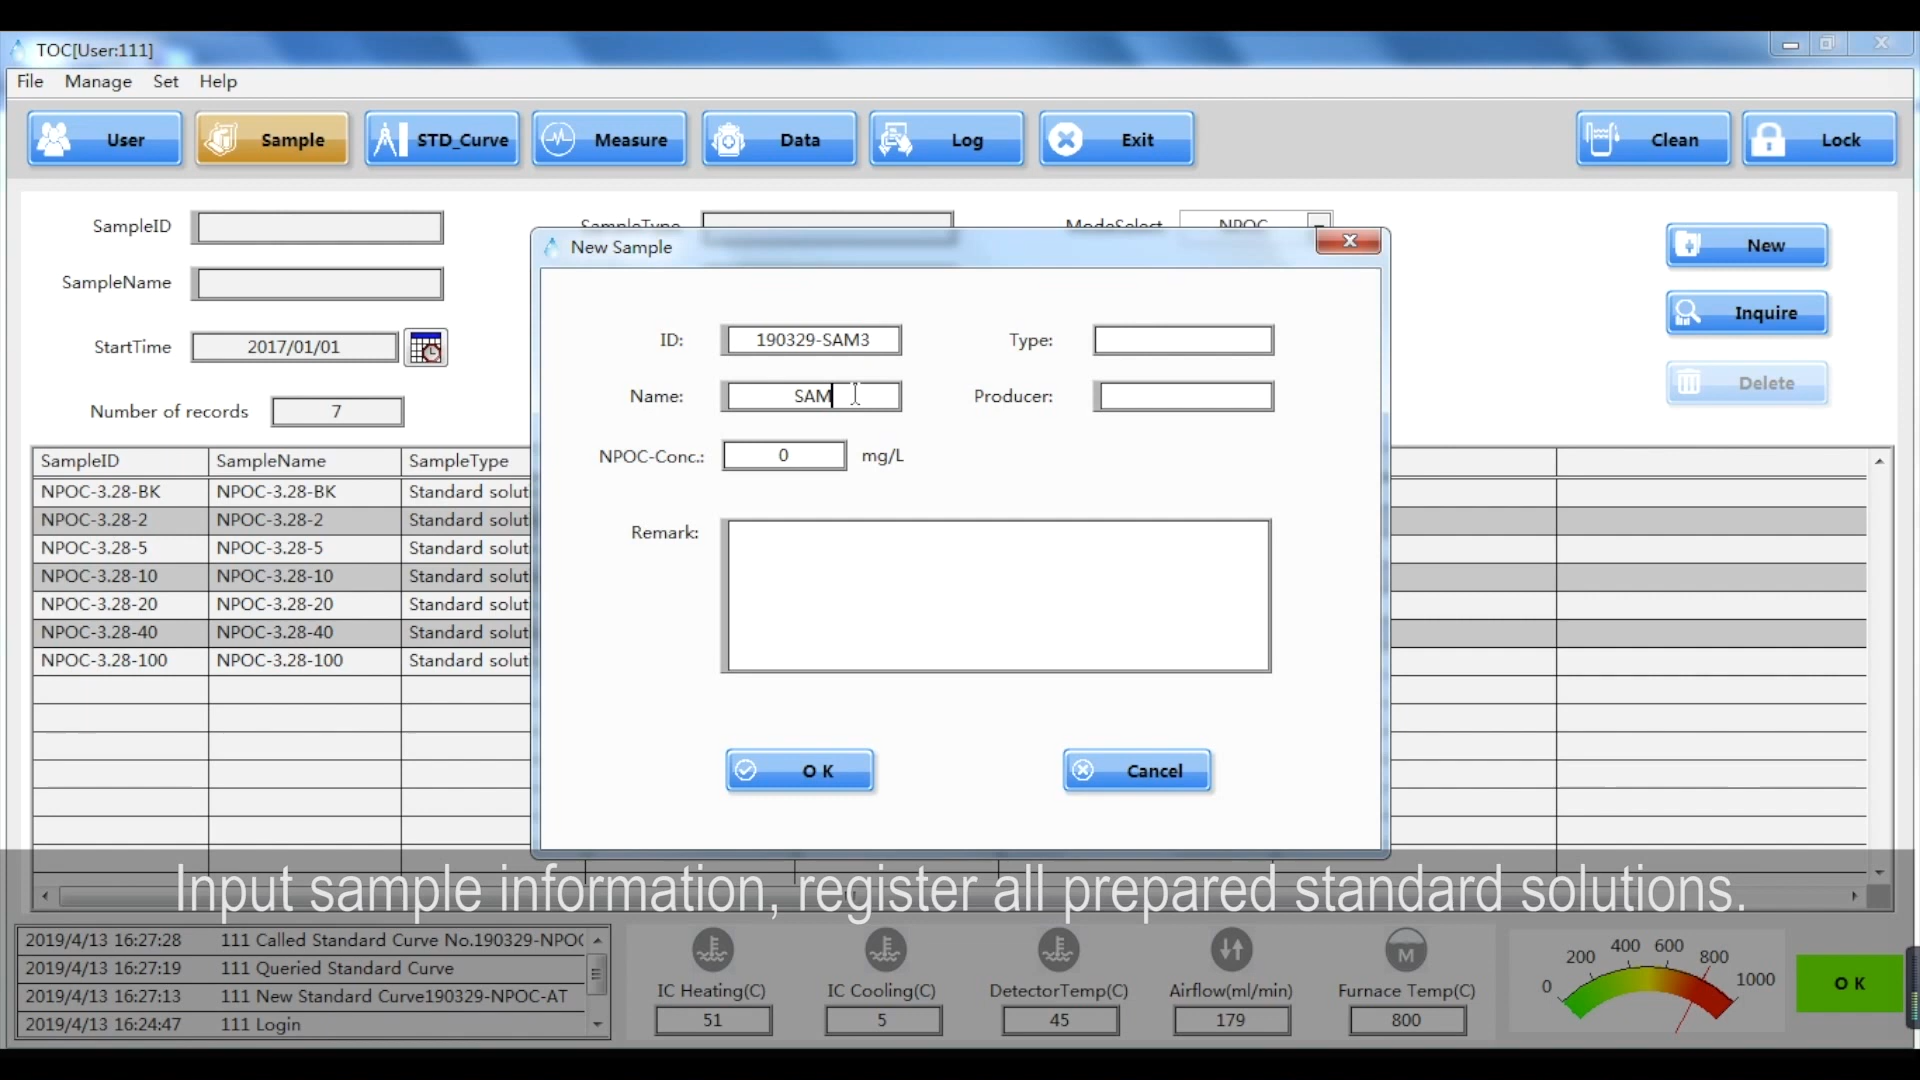 TOC[User:111]
File Manage Set Help
User Sample STD_Curve Measure Data Log Exit Clean Lock
SampleID SampleType ModeSelect NPOC
SampleName
StartTime 2017/01/01
Number of records 7
New
Inquire
Delete
SampleID SampleName SampleType
NPOC-3.28-BK NPOC-3.28-BK Standard solut
NPOC-3.28-2 NPOC-3.28-2 Standard solut
NPOC-3.28-5 NPOC-3.28-5 Standard solut
NPOC-3.28-10 NPOC-3.28-10 Standard solut
NPOC-3.28-20 NPOC-3.28-20 Standard solut
NPOC-3.28-40 NPOC-3.28-40 Standard solut
NPOC-3.28-100 NPOC-3.28-100 Standard solut
New Sample
ID: 190329-SAM3 Type:
Name: SAM Producer:
NPOC-Conc.: 0 mg/L
Remark:
O K Cancel
Input sample information, register all prepared standard solutions.
2019/4/13 16:27:28 111 Called Standard Curve No.190329-NPOC
2019/4/13 16:27:19 111 Queried Standard Curve
2019/4/13 16:27:13 111 New Standard Curve190329-NPOC-AT
2019/4/13 16:24:47 111 Login
M
IC Heating(C) IC Cooling(C) DetectorTemp(C) Airflow(ml/min) Furnace Temp(C)
51 5 45 179 800
0 200 400 600 800 1000
O K